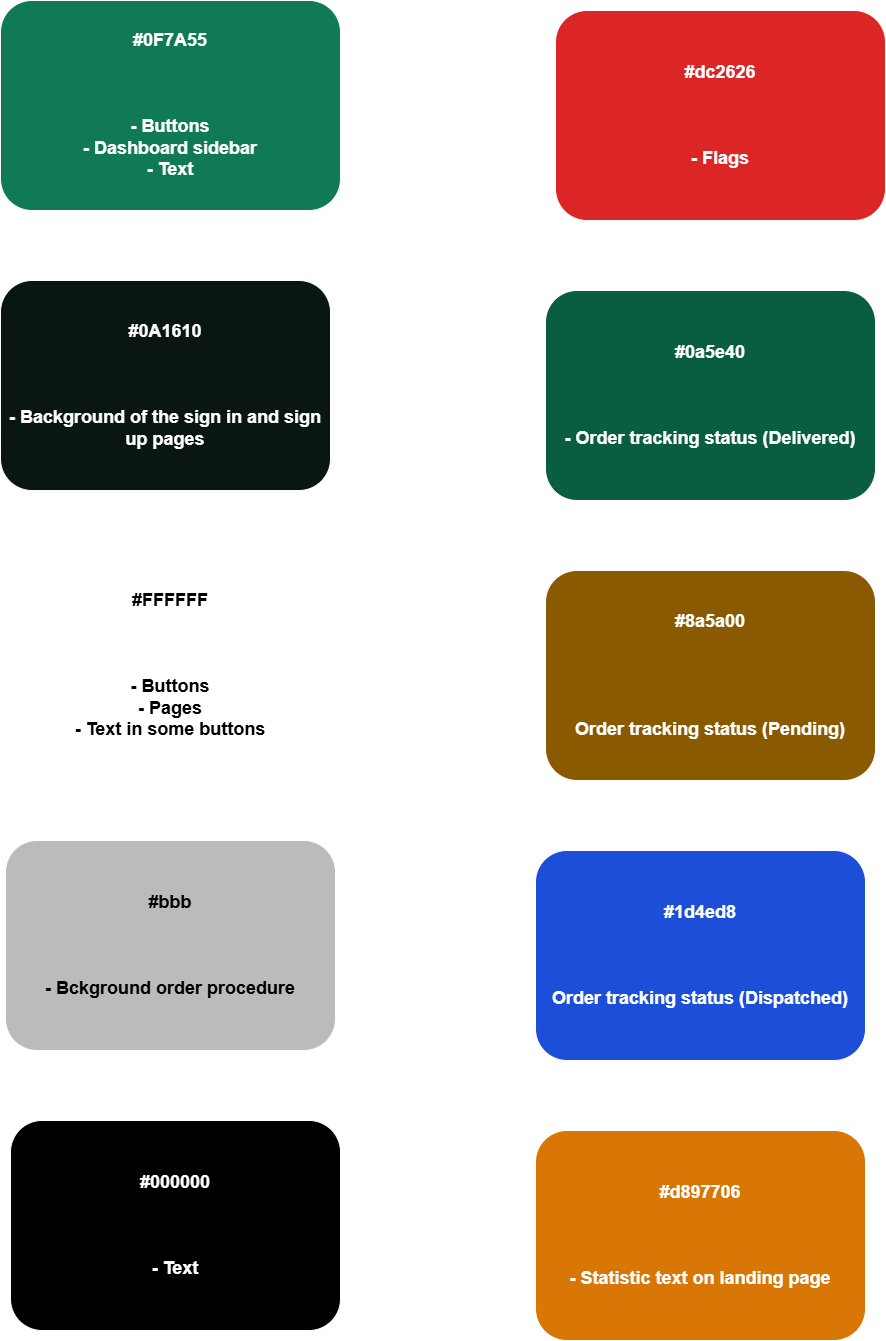 #0F7A55
- Buttons
- Dashboard sidebar
- Text
#dc2626
- Flags
#0A1610
- Background of the sign in and sign
up pages
#0a5e40
- Order tracking status (Delivered)
#FFFFFF
- Buttons
- Pages
- Text in some buttons
#8a5a00
Order tracking status (Pending)
#bbb
- Bckground order procedure
#1d4ed8
Order tracking status (Dispatched)
#000000
- Text
#d897706
- Statistic text on landing page